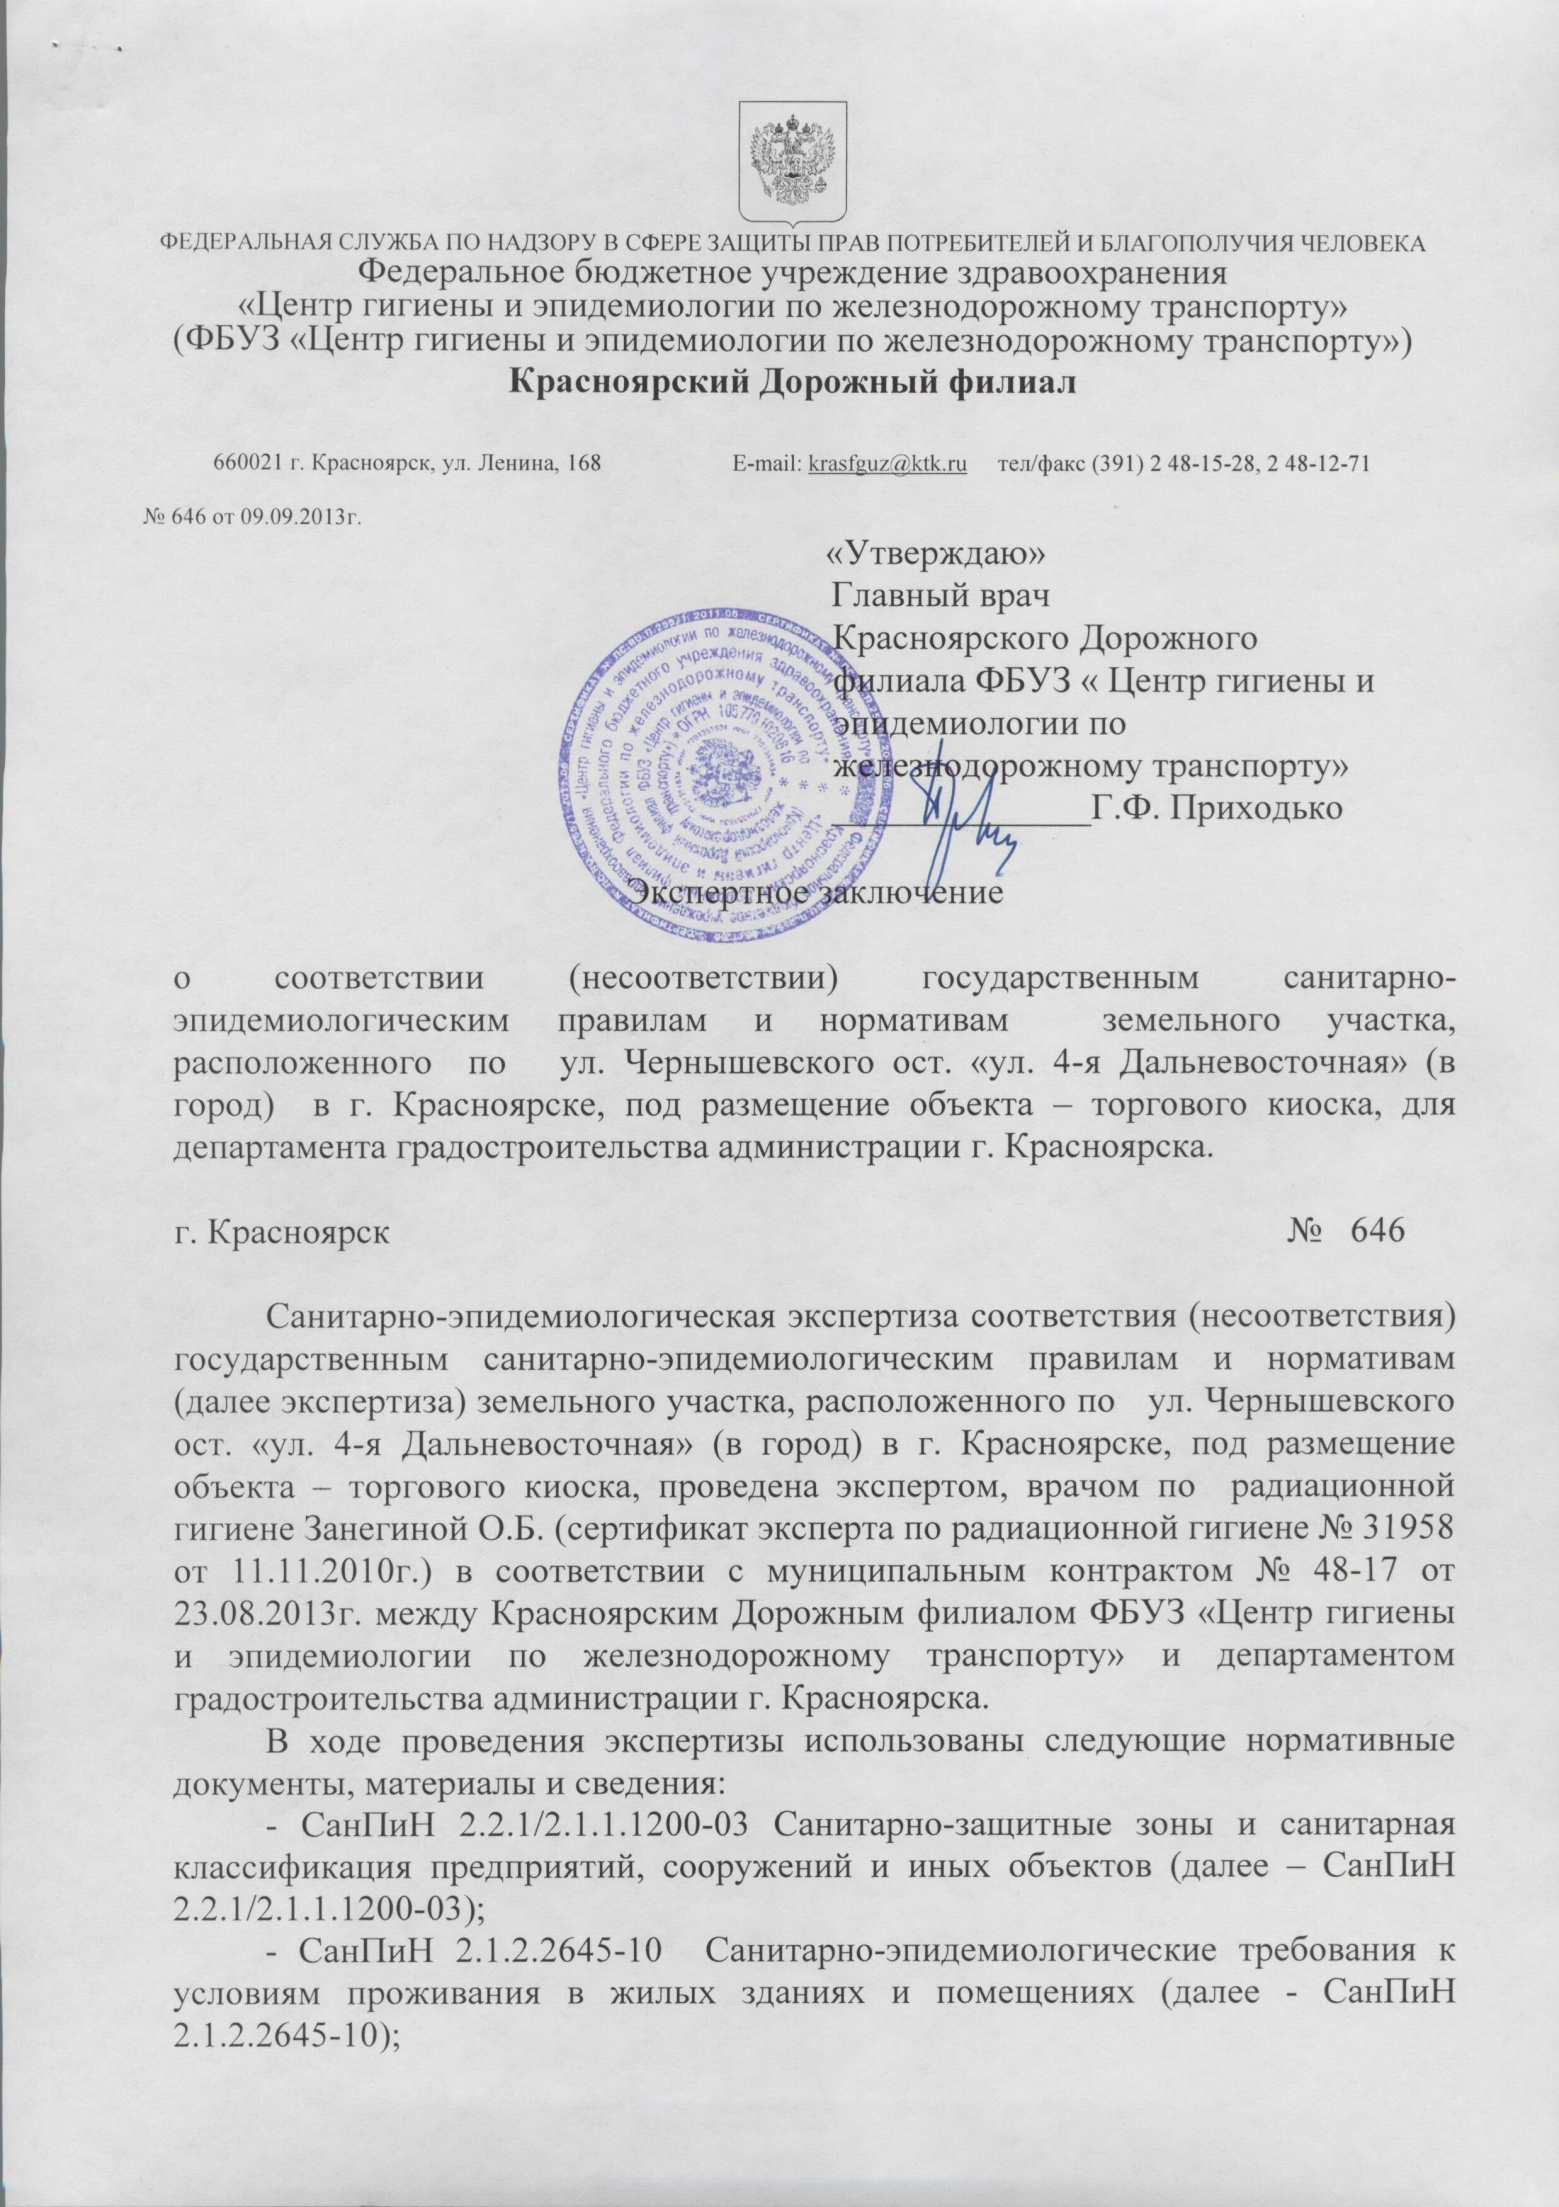 ФЕДЕРАЛЬНАЯ СЛУЖБА ПО НАДЗОРУ В СФЕРЕ ЗАЩИТЫ ПРАВ ПОТРЕБИТЕЛЕЙ И БЛАГОПОЛУЧИЯ ЧЕЛОВЕКА
Федеральное бюджетное учреждение здравоохранения
«Центр гигиены и эпидемиологии по железнодорожному транспорту»
(ФБУЗ «Центр гигиены и эпидемиологии по железнодорожному транспорту»)
Красноярский Дорожный филиал
660021 г. Красноярск, ул. Ленина, 168 E-mail: krasfguz@ktk.ru тел/факс (391) 2 48-15-28, 2 48-12-71
№ 646 от 09.09.2013г.
«Утверждаю»
Главный врач
Красноярского Дорожного
филиала ФБУЗ « Центр гигиены и
эпидемиологии по
железнодорожному транспорту»
______________Г.Ф. Приходько
Экспертное заключение
о соответствии (несоответствии) государственным санитарно-
эпидемиологическим правилам и нормативам земельного участка,
расположенного по ул. Чернышевского ост. «ул. 4-я Дальневосточная» (в
город) в г. Красноярске, под размещение объекта – торгового киоска, для
департамента градостроительства администрации г. Красноярска.
г. Красноярск № 646
Санитарно-эпидемиологическая экспертиза соответствия (несоответствия)
государственным санитарно-эпидемиологическим правилам и нормативам
(далее экспертиза) земельного участка, расположенного по ул. Чернышевского
ост. «ул. 4-я Дальневосточная» (в город) в г. Красноярске, под размещение
объекта – торгового киоска, проведена экспертом, врачом по радиационной
гигиене Занегиной О.Б. (сертификат эксперта по радиационной гигиене № 31958
от 11.11.2010г.) в соответствии с муниципальным контрактом № 48-17 от
23.08.2013г. между Красноярским Дорожным филиалом ФБУЗ «Центр гигиены
и эпидемиологии по железнодорожному транспорту» и департаментом
градостроительства администрации г. Красноярска.
В ходе проведения экспертизы использованы следующие нормативные
документы, материалы и сведения:
- СанПиН 2.2.1/2.1.1.1200-03 Санитарно-защитные зоны и санитарная
классификация предприятий, сооружений и иных объектов (далее – СанПиН
2.2.1/2.1.1.1200-03);
- СанПиН 2.1.2.2645-10 Санитарно-эпидемиологические требования к
условиям проживания в жилых зданиях и помещениях (далее - СанПиН
2.1.2.2645-10);